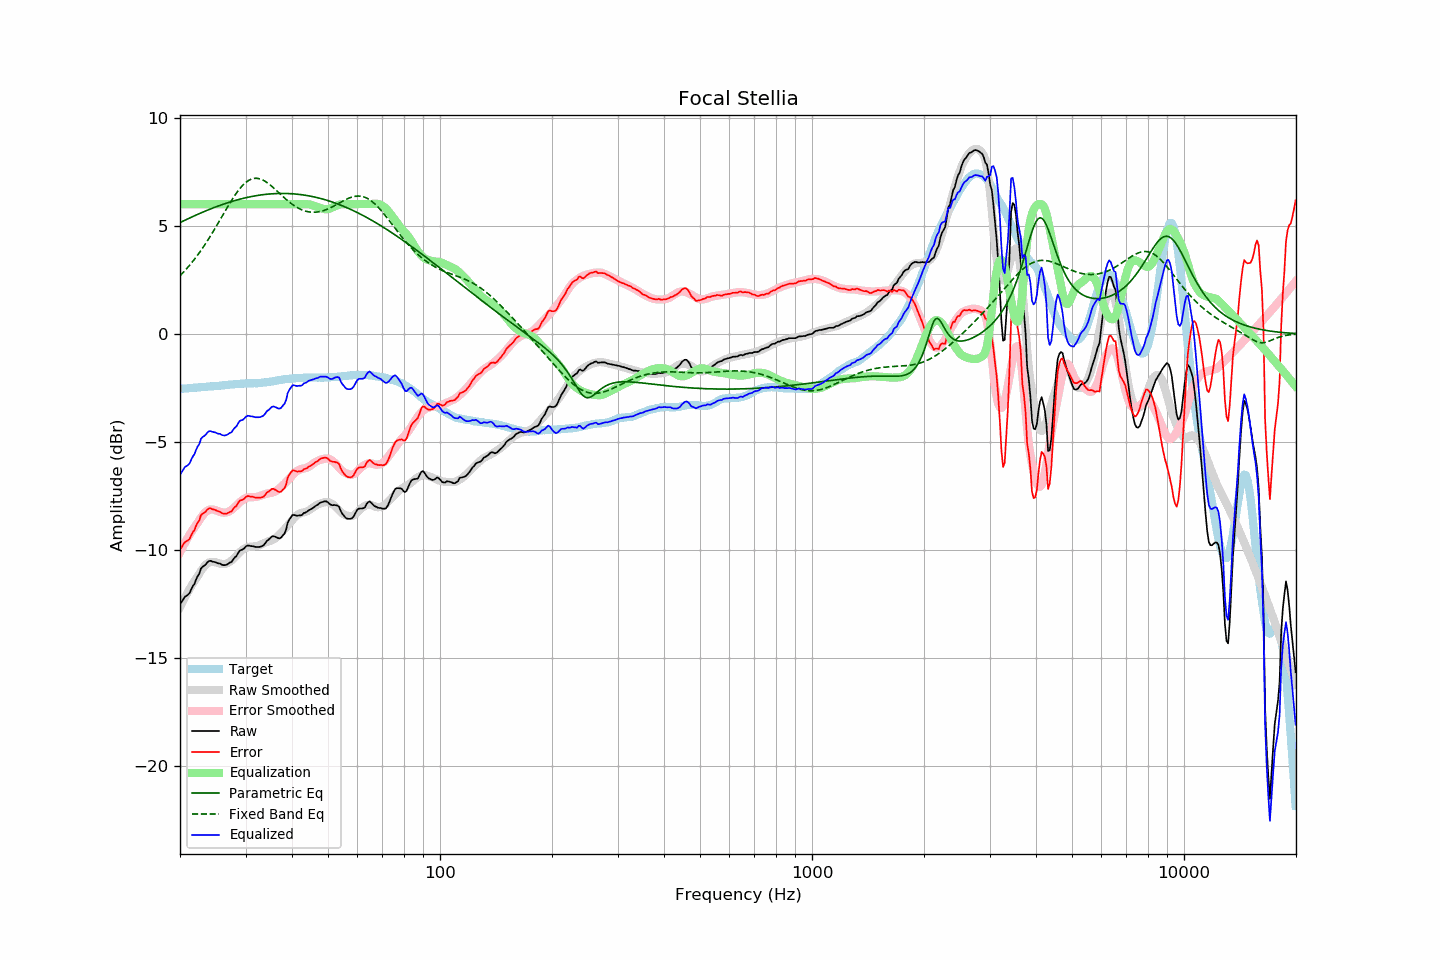 Focal Stellia
10
5
0
−5
−10
−15
−20
Amplitude (dBr)
Target
Raw Smoothed
Error Smoothed
Raw
Error
Equalization
Parametric Eq
Fixed Band Eq
Equalized
100
1000
10000
Frequency (Hz)